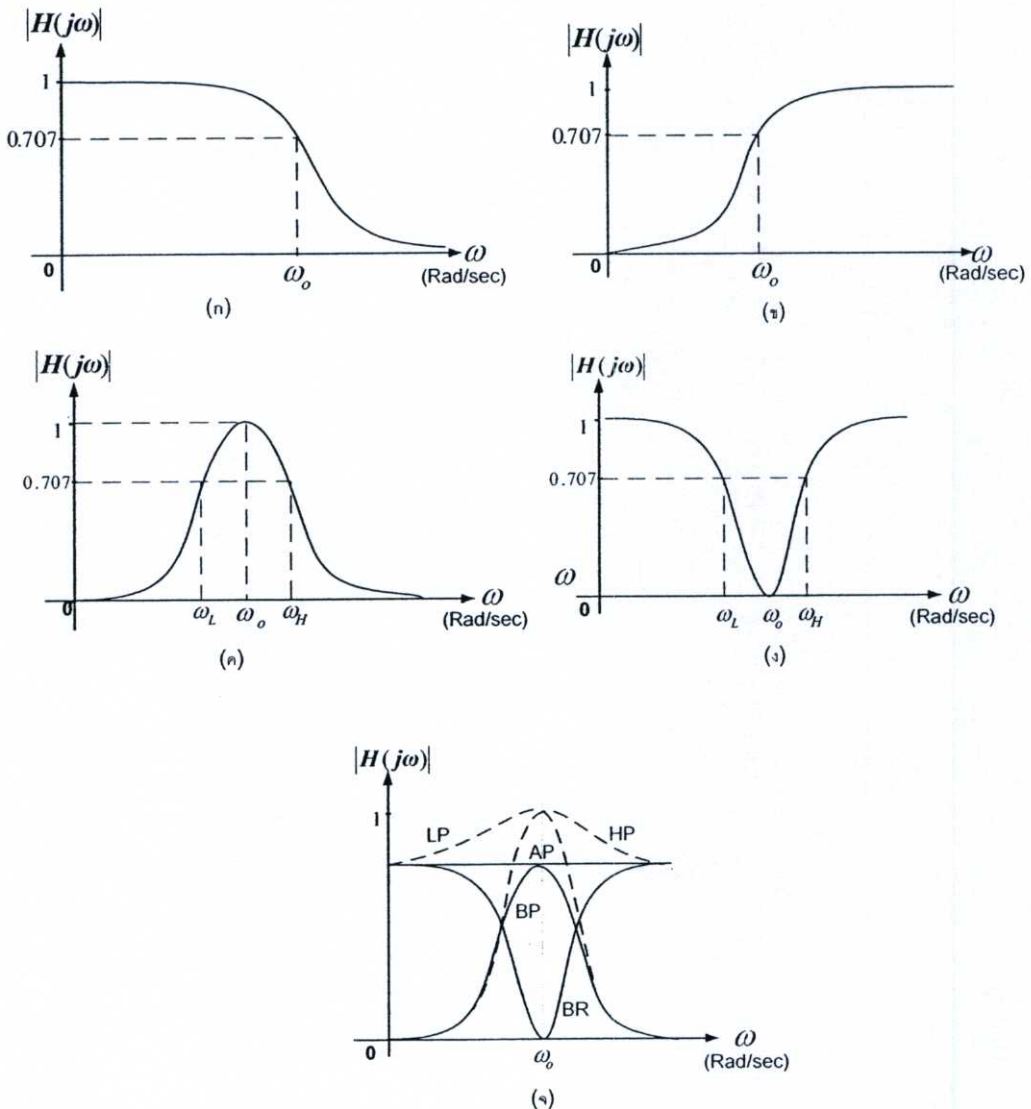 |H(jω)|
1
0.707
0
ω_o
ω
(Rad/sec)
(ก)
|H(jω)|
1
0.707
0
ω_o
ω
(Rad/sec)
(ข)
|H(jω)|
1
0.707
0
ω_L
ω_o
ω_H
ω
(Rad/sec)
(ค)
|H(jω)|
1
0.707
ω
0
ω_L
ω_o
ω_H
ω
(Rad/sec)
(ง)
|H(jω)|
1
LP
HP
AP
BP
BR
0
ω_o
ω
(Rad/sec)
(จ)